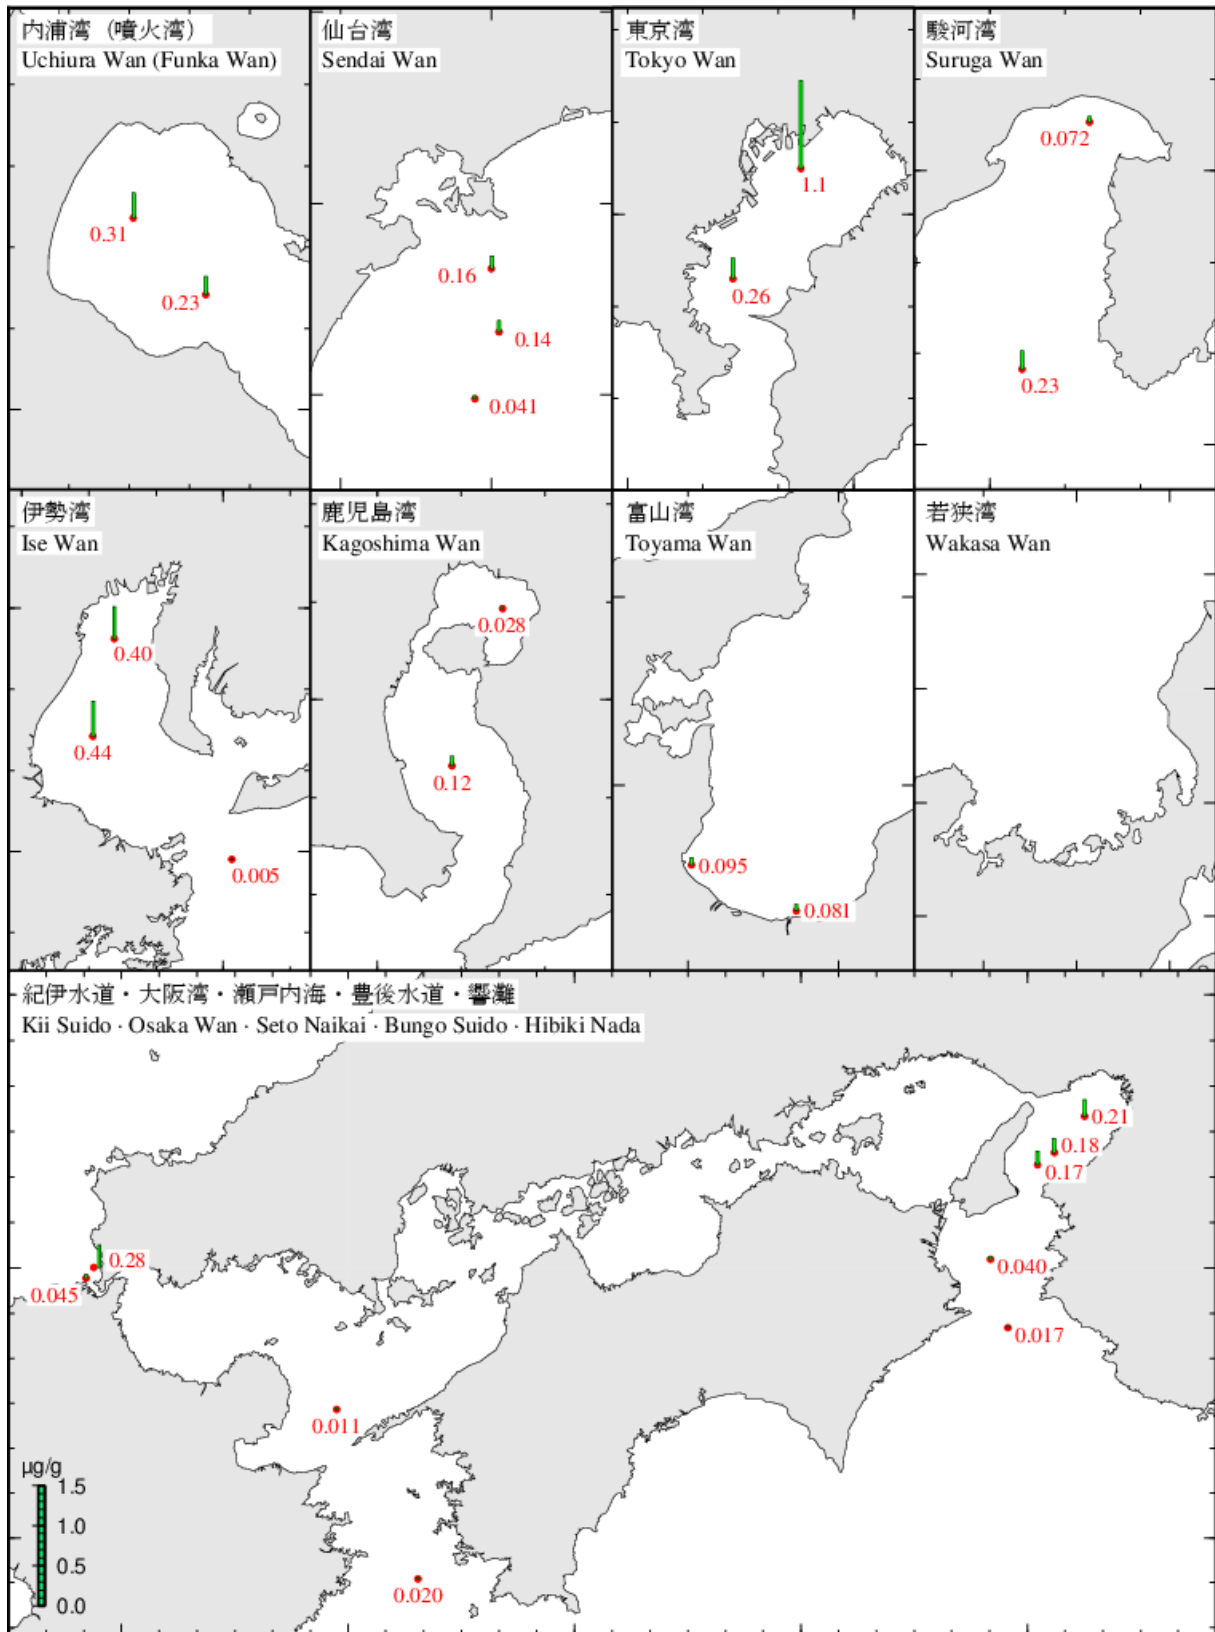 内浦湾（噴火湾）
Uchiura Wan (Funka Wan)
0.31
0.23
仙台湾
Sendai Wan
0.16
0.14
0.041
東京湾
Tokyo Wan
1.1
0.26
駿河湾
Suruga Wan
0.072
0.23
伊勢湾
Ise Wan
0.40
0.44
0.005
鹿児島湾
Kagoshima Wan
0.028
0.12
富山湾
Toyama Wan
0.095
0.081
若狭湾
Wakasa Wan
紀伊水道・大阪湾・瀬戸内海・豊後水道・響灘
Kii Suido · Osaka Wan · Seto Naikai · Bungo Suido · Hibiki Nada
0.21
0.18
0.17
0.28
0.040
0.045
0.017
0.011
0.020
µg/g
1.5
1.0
0.5
0.0